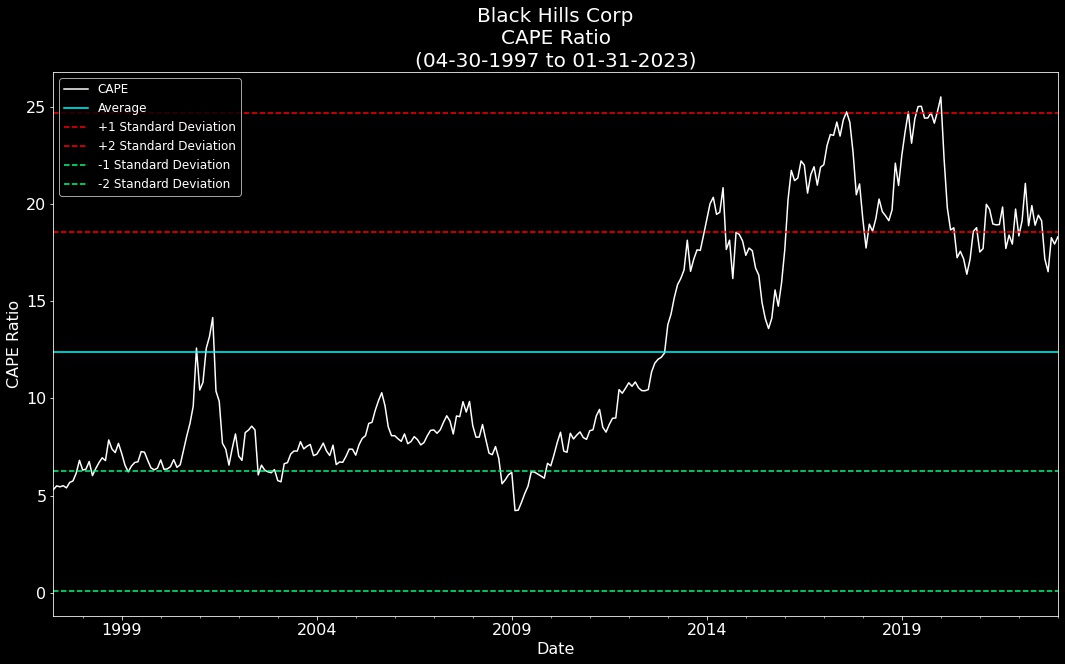 Black Hills Corp
CAPE Ratio
(04-30-1997 to 01-31-2023)
CAPE
Average
+1 Standard Deviation
+2 Standard Deviation
-1 Standard Deviation
-2 Standard Deviation
CAPE Ratio
25
20
15
10
5
0
1999
2004
2009
2014
2019
Date